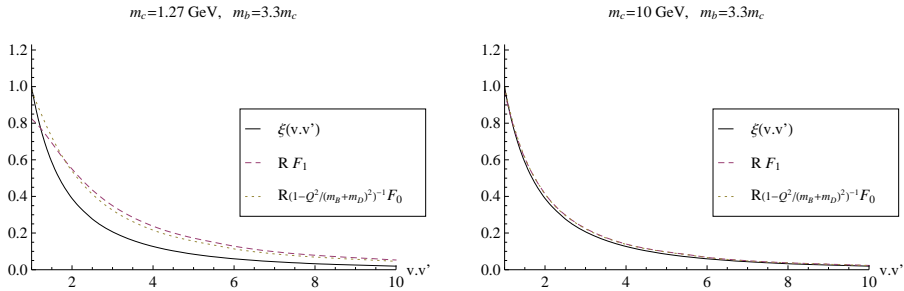 m_c=1.27 GeV, m_b=3.3m_c
1.2
1.0
0.8
0.6
0.4
0.2
0.0
2 4 6 8 10 v.v'
ξ(v.v')
R F_1
R(1-Q^2/(m_B+m_D)^2)^{-1}F_0
m_c=10 GeV, m_b=3.3m_c
1.2
1.0
0.8
0.6
0.4
0.2
0.0
2 4 6 8 10 v.v'
ξ(v.v')
R F_1
R(1-Q^2/(m_B+m_D)^2)^{-1}F_0